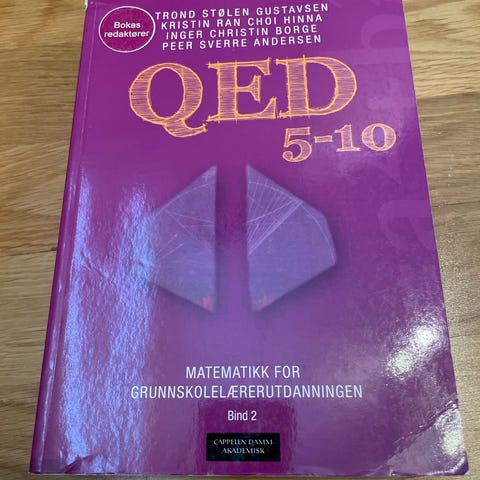 Bokas
redaktører
TROND STØLEN GUSTAVSEN
KRISTIN RAN CHOI HINNA
INGER CHRISTIN BORGE
PEER SVERRE ANDERSEN
QED
5-10
MATEMATIKK FOR
GRUNNSKOLELÆRERUTDANNINGEN
Bind 2
CAPPELEN DAMM
AKADEMISK